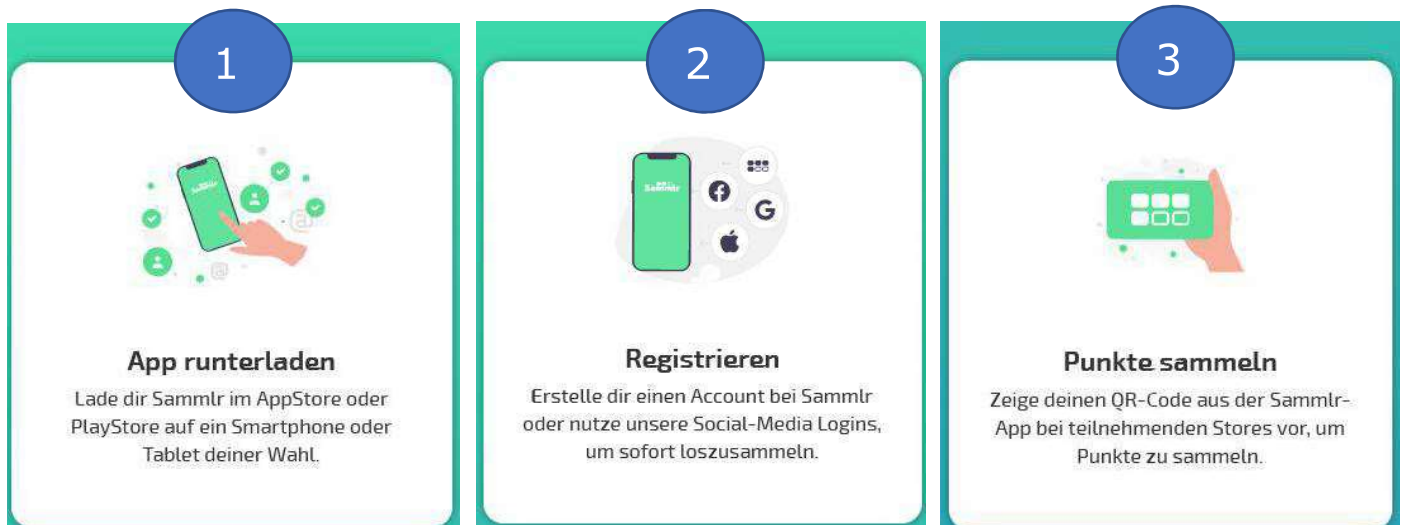 1
Sammlr
App runterladen
Lade dir Sammlr im AppStore oder
PlayStore auf ein Smartphone oder
Tablet deiner Wahl.
2
Sammlr
G
Registrieren
Erstelle dir einen Account bei Sammlr
oder nutze unsere Social-Media Logins,
um sofort loszusammeln.
3
Punkte sammeln
Zeige deinen QR-Code aus der Sammlr-
App bei teilnehmenden Stores vor, um
Punkte zu sammeln.